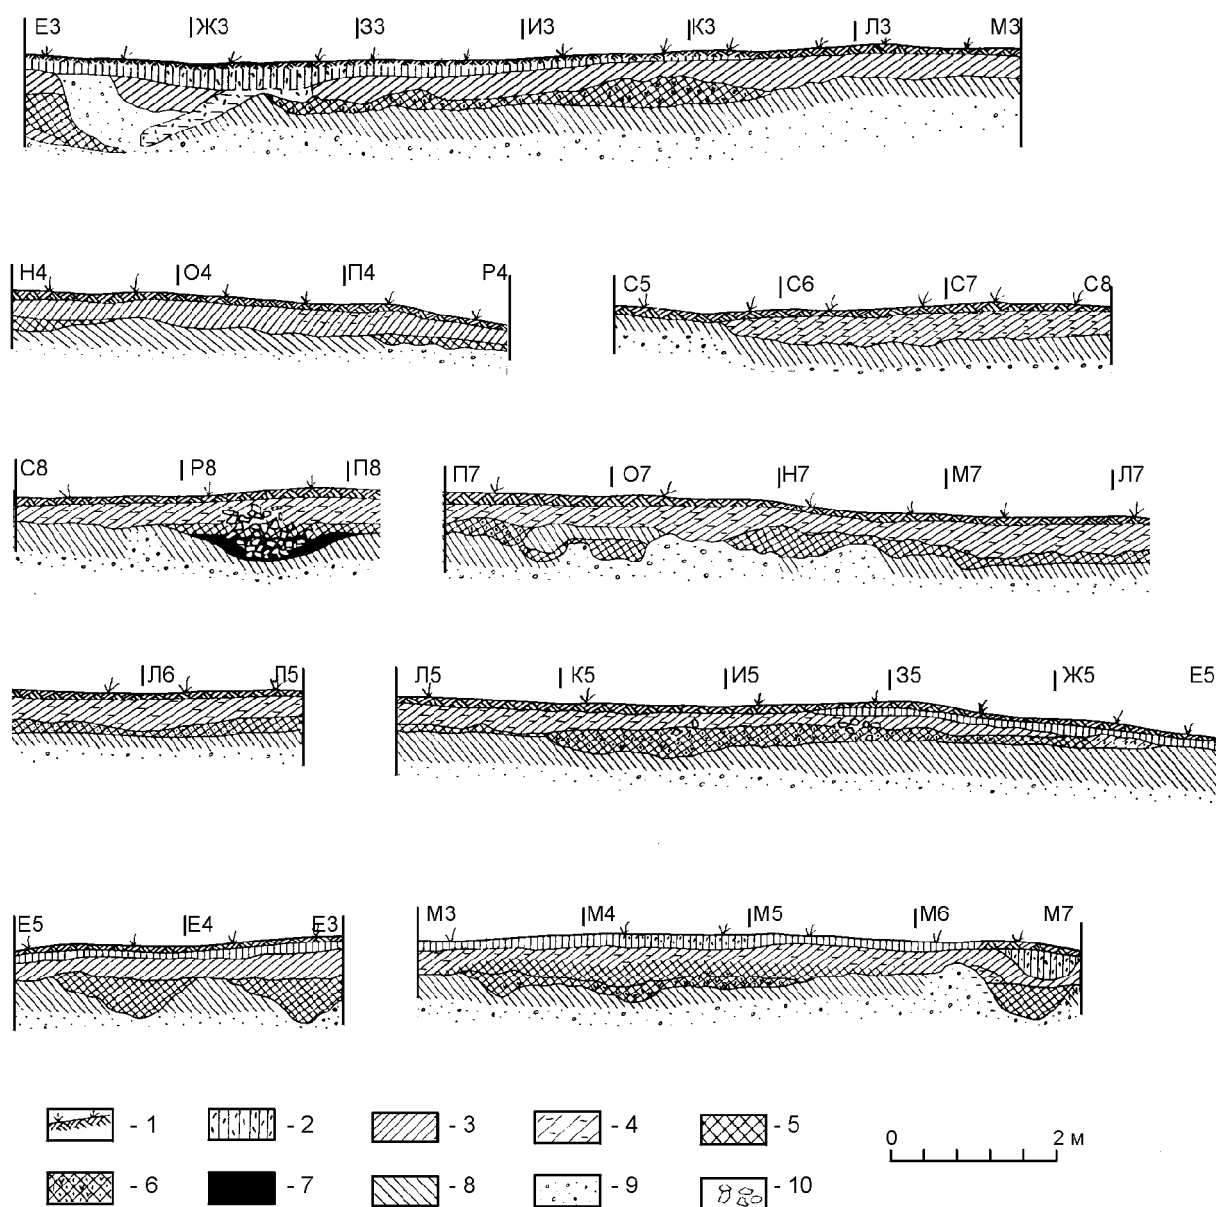 Е3 Ж3 З3 И3 К3 Л3 М3
Н4 О4 П4 Р4 С5 С6 С7 С8
С8 Р8 П8 П7 О7 Н7 М7 Л7
Л6 Л5 Л5 К5 И5 З5 Ж5 Е5
Е5 Е4 Е3 М3 М4 М5 М6 М7
- 1 - 2 - 3 - 4 - 5 0 2 м
- 6 - 7 - 8 - 9 - 10